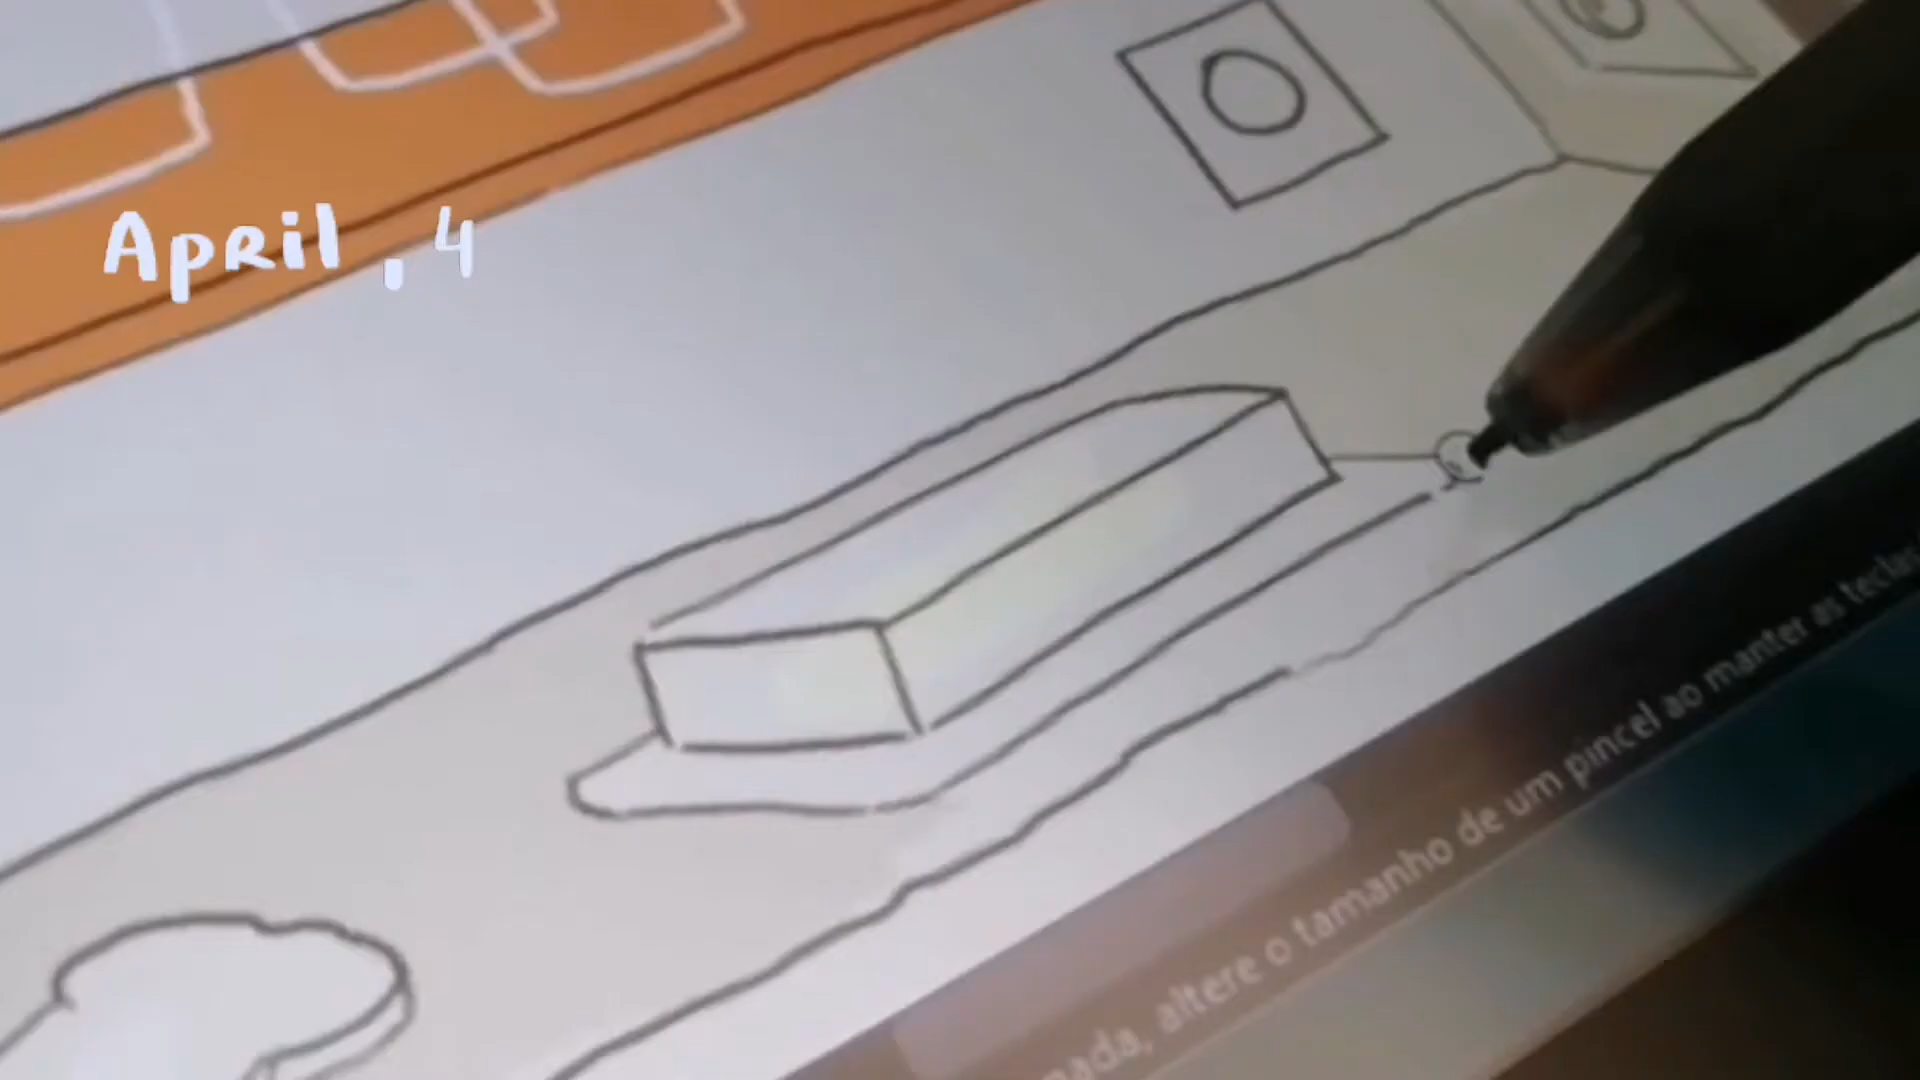 April, 4
nada, altere o tamanho de um pincel ao manter as teclas